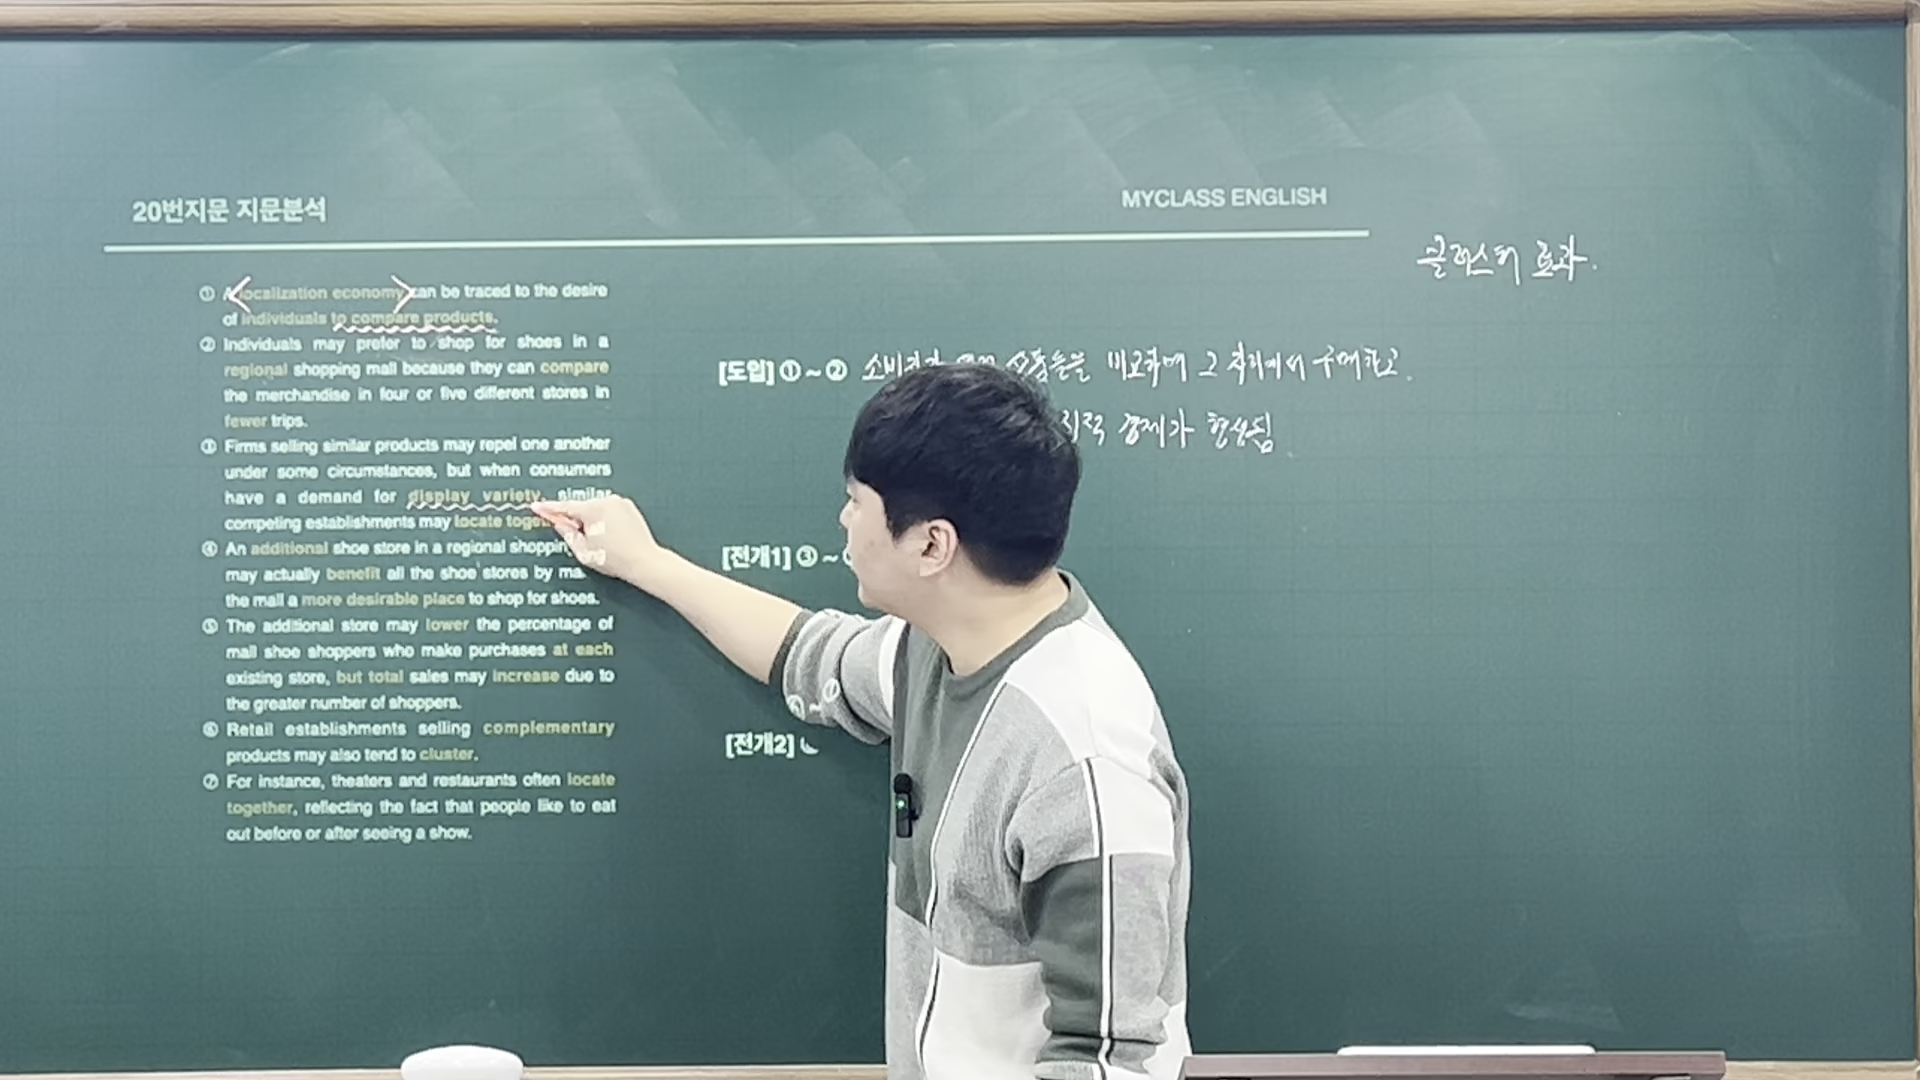 20번지문 지문분석
MYCLASS ENGLISH
클러스터 효과.
① A localization economy can be traced to the desire
of individuals to compare products.
② Individuals may prefer to shop for shoes in a
regional shopping mall because they can compare
the merchandise in four or five different stores in
fewer trips.
③ Firms selling similar products may repel one another
under some circumstances, but when consumers
have a demand for display variety, similar
competing establishments may locate
④ An additional shoe store in a regional
may actually benefit all the shoe stores by
the mall a more desirable place to shop for shoes.
⑤ The additional store may lower the percentage of
mall shoe shoppers who make purchases at each
existing store, but total sales may increase due to
the greater number of shoppers.
⑥ Retail establishments selling complementary
products may also tend to cluster.
⑦ For instance, theaters and restaurants often locate
together, reflecting the fact that people like to eat
out before or after seeing a show.
[도입] ① ~ ② 비교하며 그 자리에서 구매하고.
경제가 형성됨
[전개1] ③ ~
[전개2]